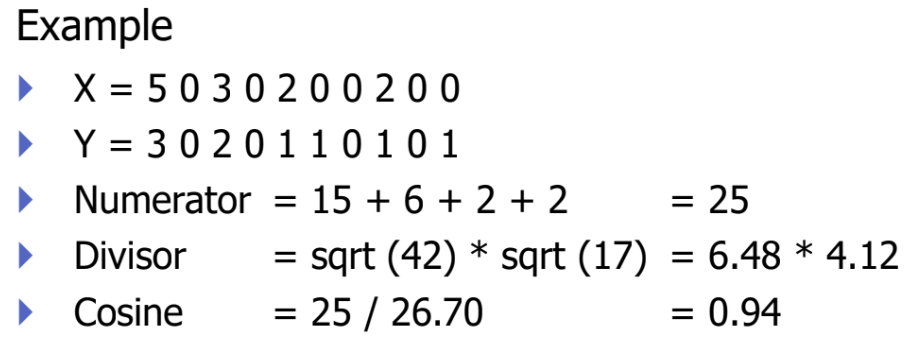 Example
X = 5 0 3 0 2 0 0 2 0 0
Y = 3 0 2 0 1 1 0 1 0 1
Numerator = 15 + 6 + 2 + 2 = 25
Divisor = sqrt (42) * sqrt (17) = 6.48 * 4.12
Cosine = 25 / 26.70 = 0.94